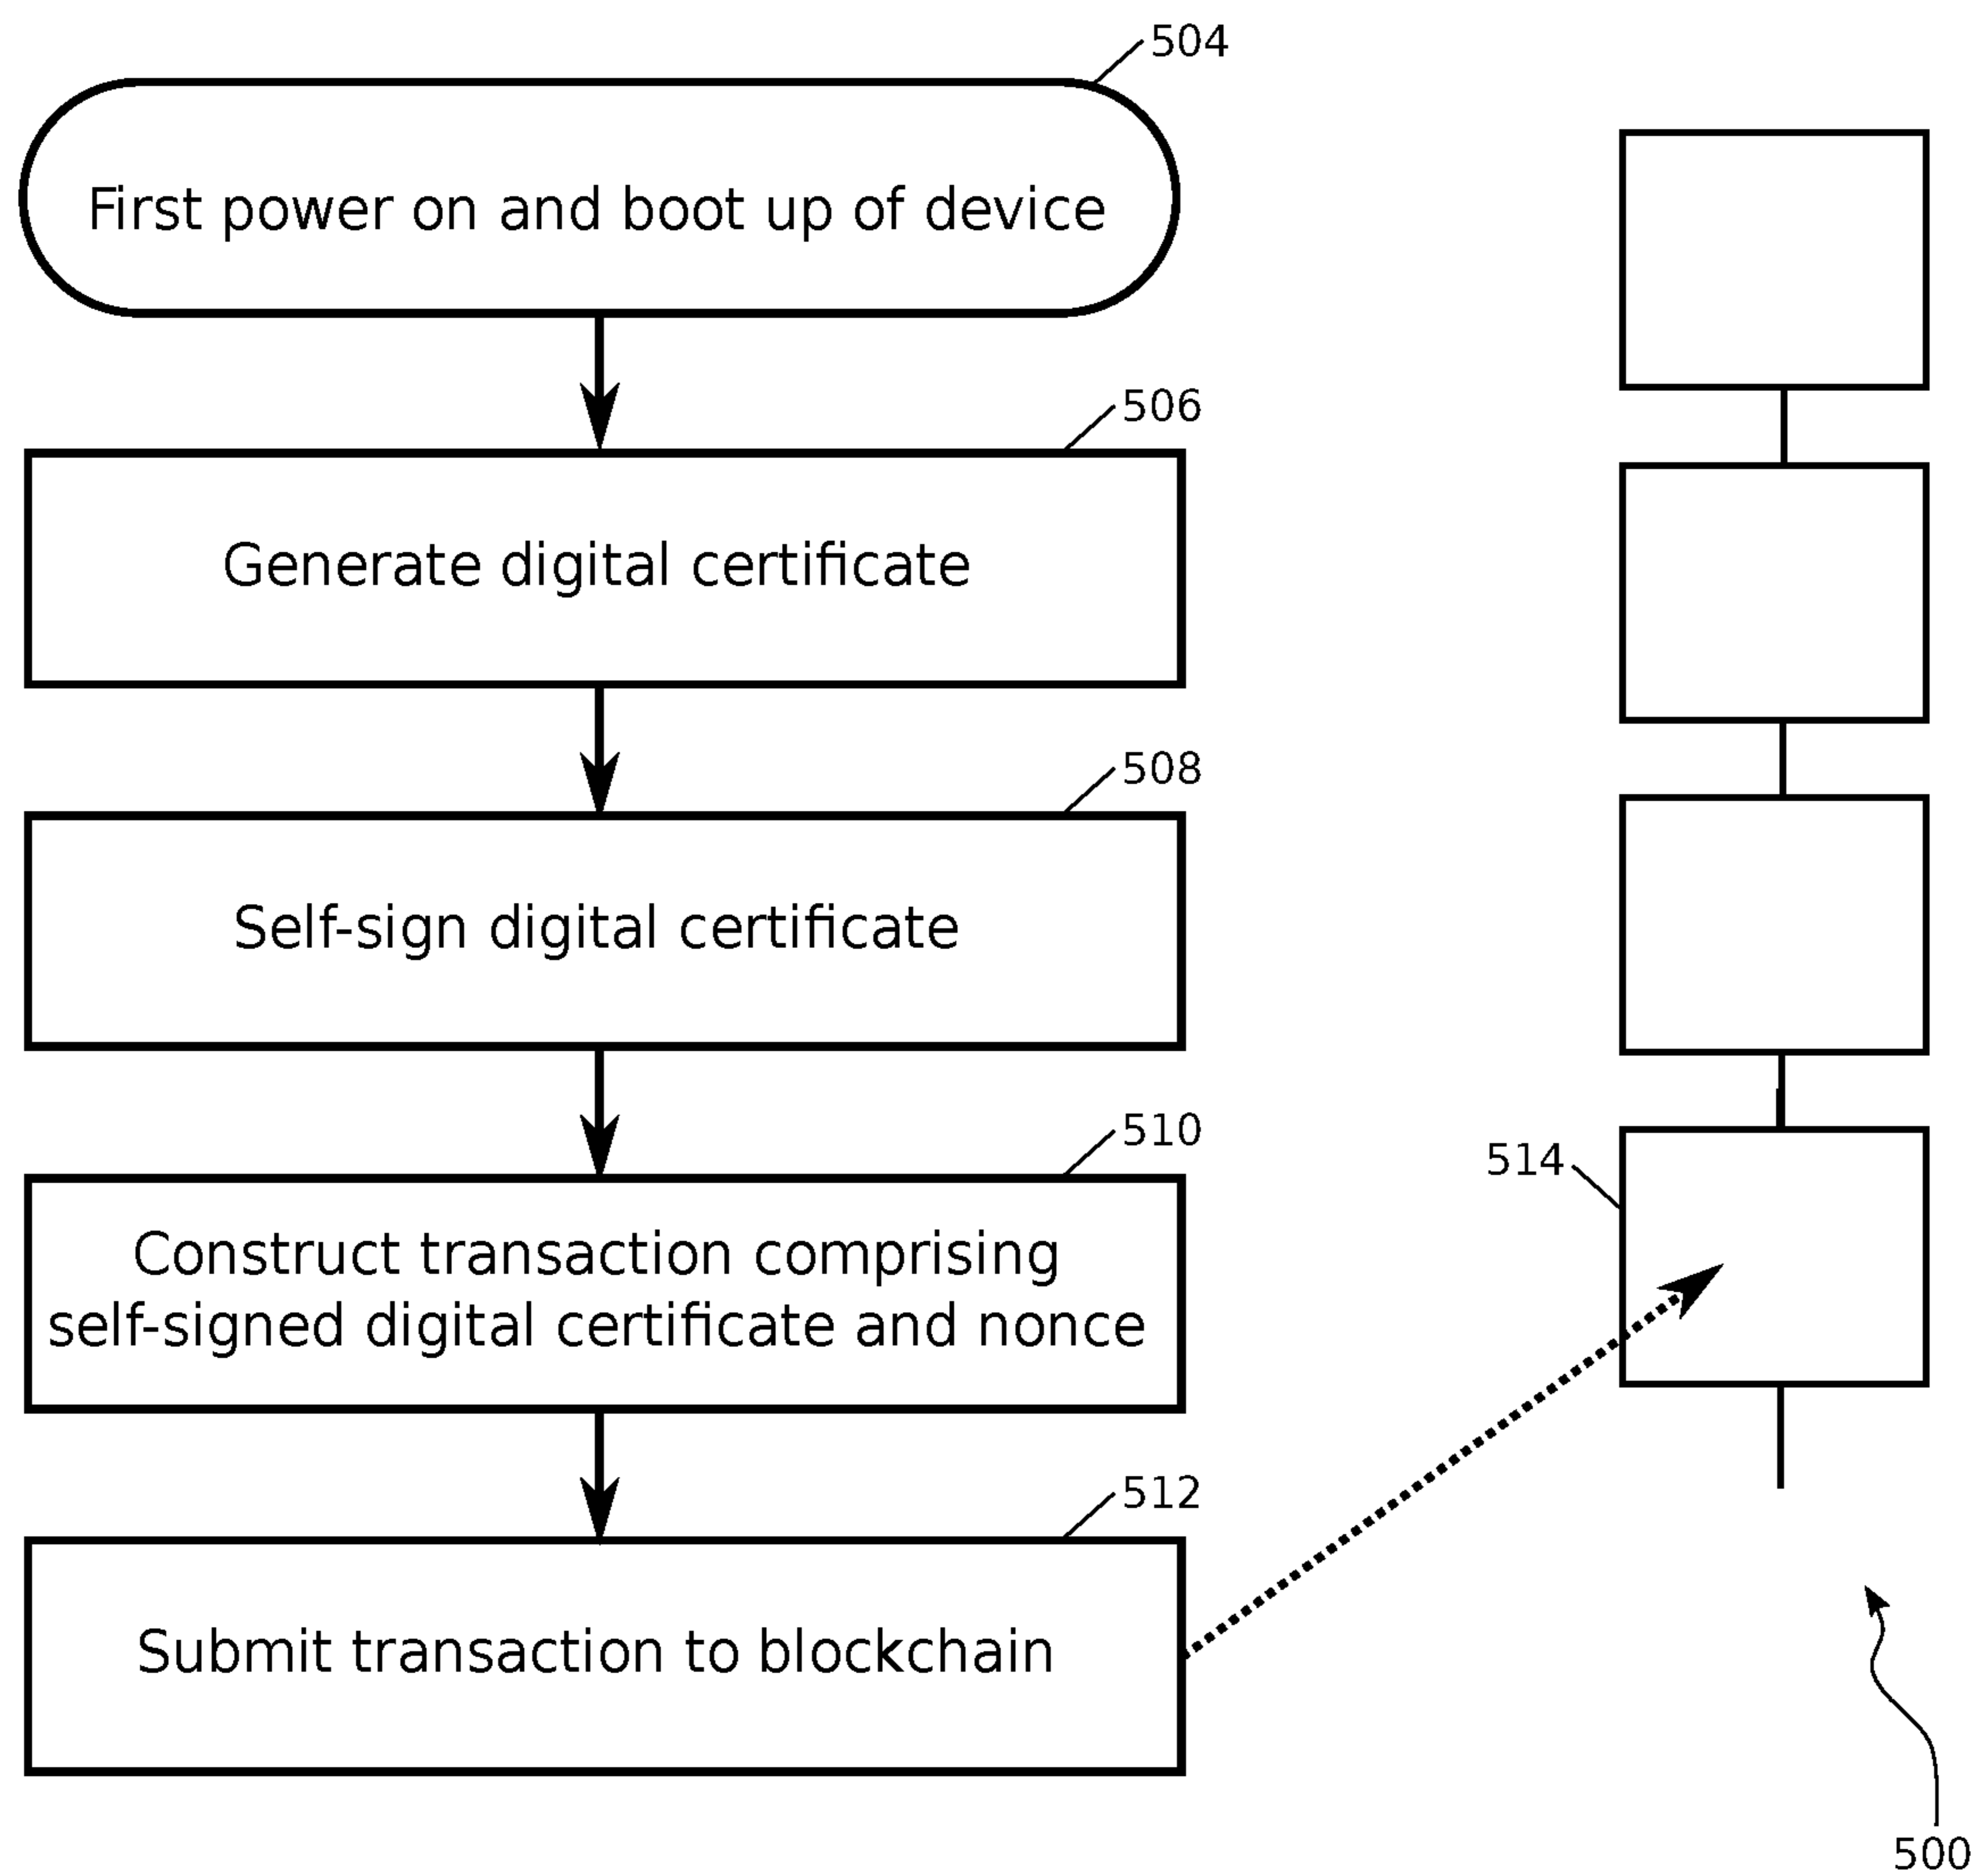 504
First power on and boot up of device
506
Generate digital certificate
508
Self-sign digital certificate
510
Construct transaction comprising
self-signed digital certificate and nonce
512
Submit transaction to blockchain
514
500